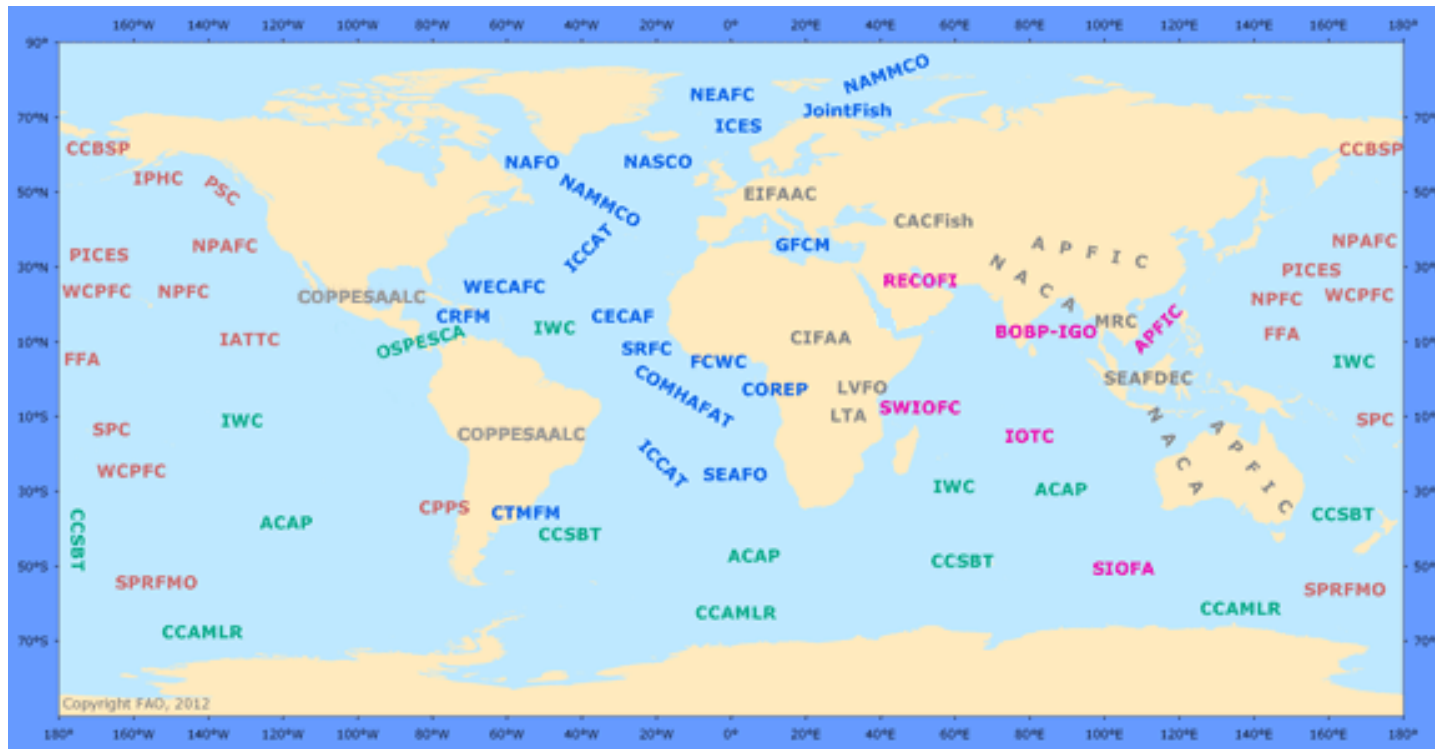 160°W 140°W 120°W 100°W 80°W 60°W 40°W 20°W 0° 20°E 40°E 60°E 80°E 100°E 120°E 140°E 160°E 180°
90°
NAMMCO
NEAFC
JointFish
70°N 70°N
ICES
CCBSP CCBSP
NAFO NASCO
IPHC PSC
NAMMCO
50°N 50°N
EIFAAC
CACFish
ICCAT
NPAFC GFCM NPAFC
PICES
A P F I C
30°N 30°N
N A C A
PICES
RECOFI
WCPFC NPFC COPPESAALC WECAFC NPFC WCPFC
CRFM CECAF
IWC MRC APFIC
OSPESCA
IATTC CIFAA BOBP-IGO FFA
10°N 10°N
FFA SRFC FCWC IWC
COMHAFAT
COREP LVFO SEAFDEC
SWIOFC
LTA
10°S 10°S
IWC SPC
SPC
COPPESAALC IOTC
N A C A
A P F I C
ICCAT
WCPFC SEAFO
IWC ACAP
30°S 30°S
CPPS CTMFM CCSBT
ACAP
CCSBT
CCSBT
ACAP CCSBT
SIOFA
50°S 50°S
SPRFMO SPRFMO
CCAMLR CCAMLR
CCAMLR
70°S 70°S
Copyright FAO, 2012
180° 160°W 140°W 120°W 100°W 80°W 60°W 40°W 20°W 0° 20°E 40°E 60°E 80°E 100°E 120°E 140°E 160°E 180°